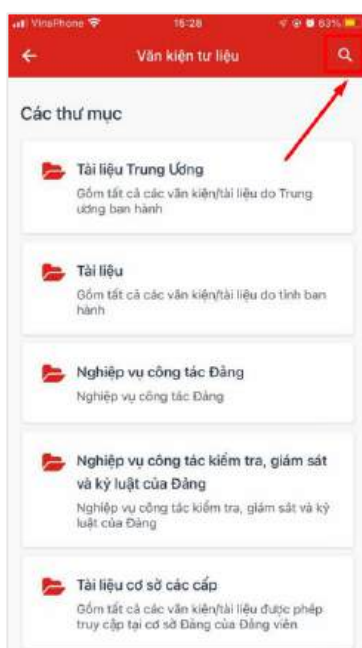 VinaPhone 16:28 63%
Văn kiện tư liệu
Các thư mục
Tài liệu Trung Ương
Gồm tất cả các văn kiện/tài liệu do Trung
ương ban hành
Tài liệu
Gồm tất cả các văn kiện/tài liệu do tỉnh ban
hành
Nghiệp vụ công tác Đảng
Nghiệp vụ công tác Đảng
Nghiệp vụ công tác kiểm tra, giám sát
và kỷ luật của Đảng
Nghiệp vụ công tác kiểm tra, giám sát và kỷ
luật của Đảng
Tài liệu cơ sở các cấp
Gồm tất cả các văn kiện/tài liệu được phép
truy cập tại cơ sở Đảng của Đảng viên